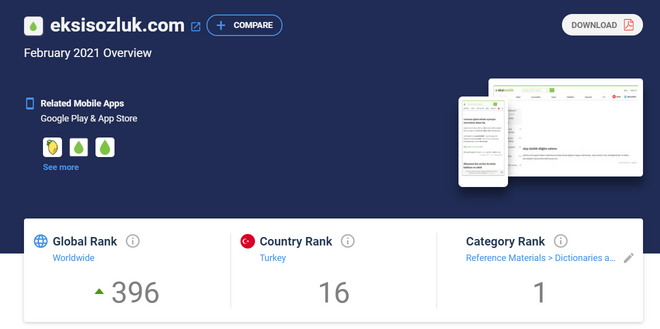 eksisozluk.com
COMPARE
DOWNLOAD
February 2021 Overview
Related Mobile Apps
Google Play & App Store
See more
Global Rank
Worldwide
396
Country Rank
Turkey
16
Category Rank
Reference Materials > Dictionaries a...
1